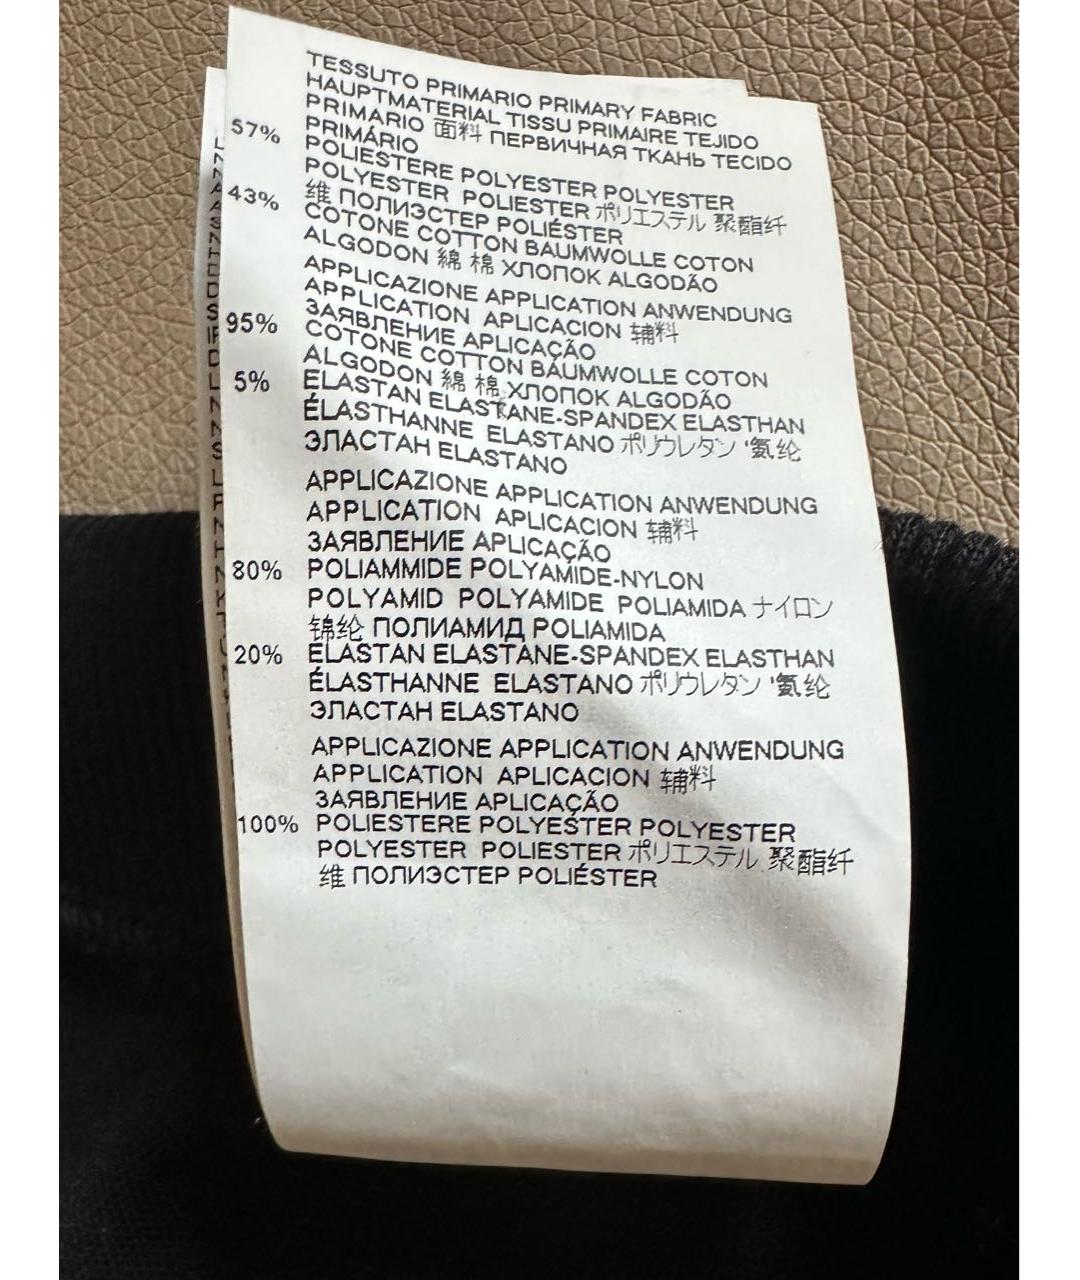 TESSUTO PRIMARIO PRIMARY FABRIC
HAUPTMATERIAL TISSU PRIMAIRE TEJIDO
PRIMARIO 面料 ПЕРВИЧНАЯ ТКАНЬ TECIDO
PRIMÁRIO
57% POLIESTERE POLYESTER POLYESTER
POLYESTER POLIESTER ポリエステル 聚酯纤
维 ПОЛИЭСТЕР POLIÉSTER
43% COTONE COTTON BAUMWOLLE COTON
ALGODON 綿 棉 ХЛОПОК ALGODÃO
APPLICAZIONE APPLICATION ANWENDUNG
APPLICATION APLICACION 辅料
ЗАЯВЛЕНИЕ APLICAÇÃO
95% COTONE COTTON BAUMWOLLE COTON
ALGODON 綿 棉 ХЛОПОК ALGODÃO
5% ELASTAN ELASTANE-SPANDEX ELASTHAN
ÉLASTHANNE ELASTANO ポリウレタン '氨纶
ЭЛАСТАН ELASTANO
APPLICAZIONE APPLICATION ANWENDUNG
APPLICATION APLICACION 辅料
ЗАЯВЛЕНИЕ APLICAÇÃO
80% POLIAMMIDE POLYAMIDE-NYLON
POLYAMID POLYAMIDE POLIAMIDA ナイロン
锦纶 ПОЛИАМИД POLIAMIDA
20% ELASTAN ELASTANE-SPANDEX ELASTHAN
ÉLASTHANNE ELASTANO ポリウレタン '氨纶
ЭЛАСТАН ELASTANO
APPLICAZIONE APPLICATION ANWENDUNG
APPLICATION APLICACION 辅料
ЗАЯВЛЕНИЕ APLICAÇÃO
100% POLIESTERE POLYESTER POLYESTER
POLYESTER POLIESTER ポリエステル 聚酯纤
维 ПОЛИЭСТЕР POLIÉSTER